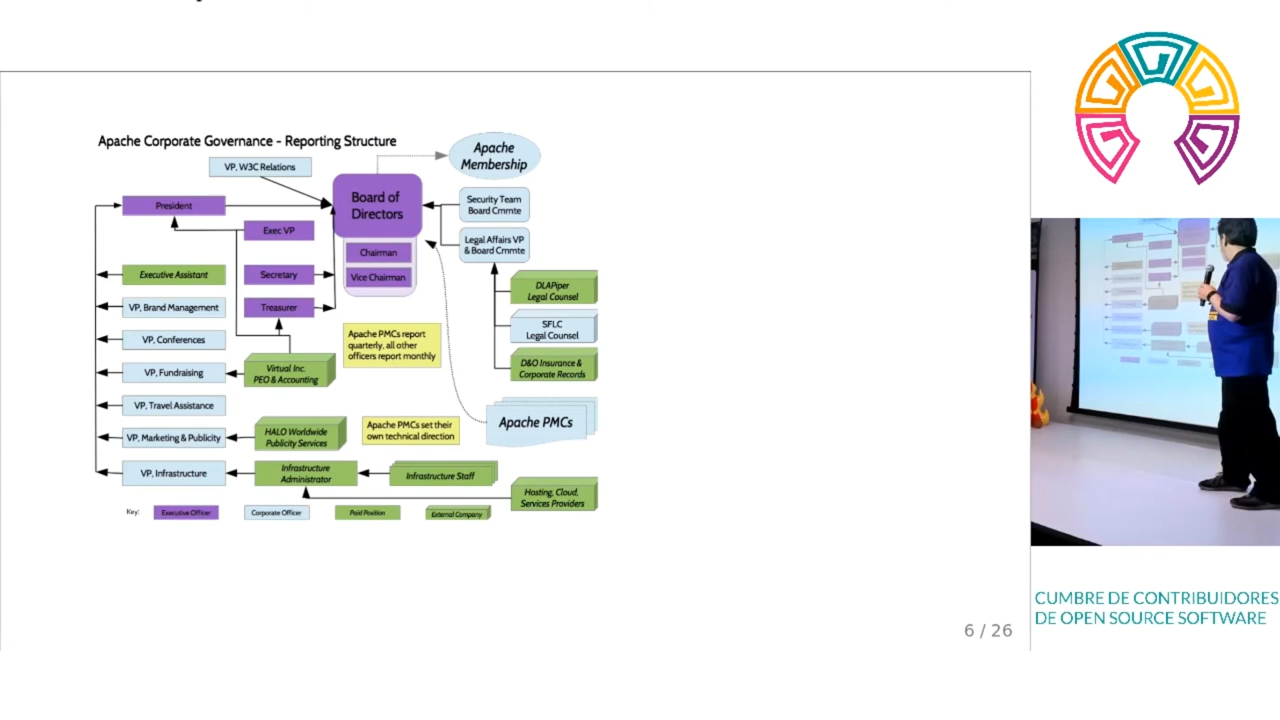 Apache Corporate Governance - Reporting Structure
VP, W3C Relations
Apache
Membership
President
Board of
Directors
Security Team
Board Cmmte
Exec VP
Legal Affairs VP
& Board Cmmte
Chairman
Executive Assistant
Secretary
Vice Chairman
DLAPiper
Legal Counsel
VP, Brand Management
Treasurer
SFLC
Legal Counsel
VP, Conferences
Apache PMCs report
quarterly, all other
officers report monthly
VP, Fundraising
Virtual Inc.
PEO & Accounting
D&O Insurance &
Corporate Records
VP, Travel Assistance
VP, Marketing & Publicity
HALO Worldwide
Publicity Services
Apache PMCs set their
own technical direction
Apache PMCs
VP, Infrastructure
Infrastructure
Administrator
Infrastructure Staff
Hosting, Cloud,
Services Providers
Key:
Executive Officer
Corporate Officer
Paid Position
External Company
6 / 26
CUMBRE DE CONTRIBUIDORES
DE OPEN SOURCE SOFTWARE